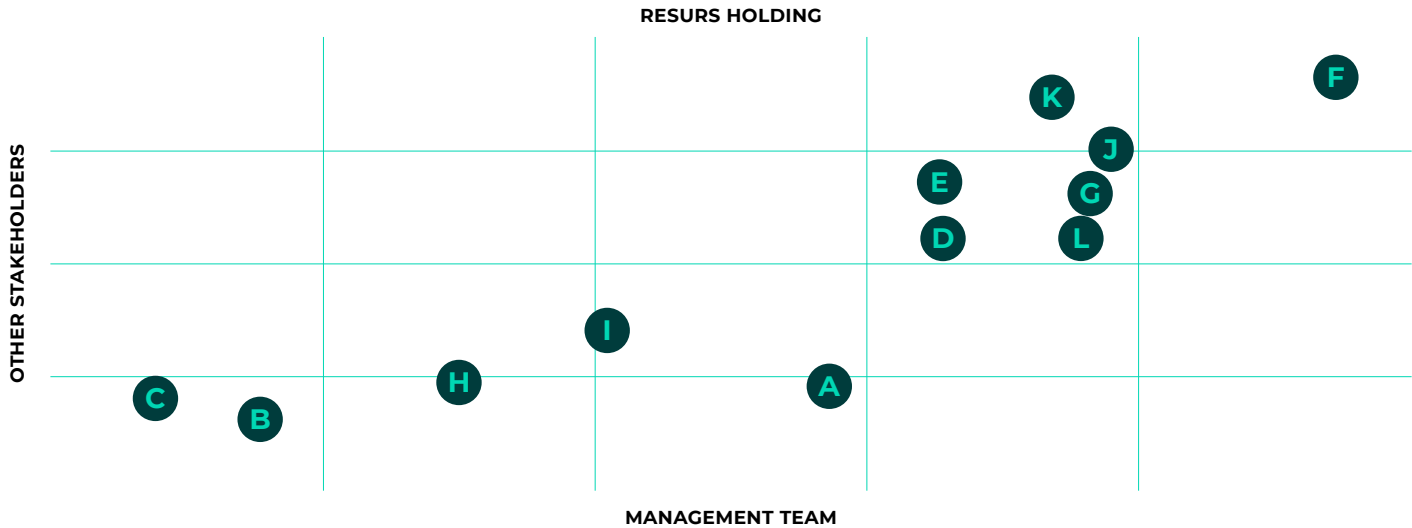 RESURS HOLDING
OTHER STAKEHOLDERS
F
K
J
E
G
D
L
I
H
A
C
B
MANAGEMENT TEAM